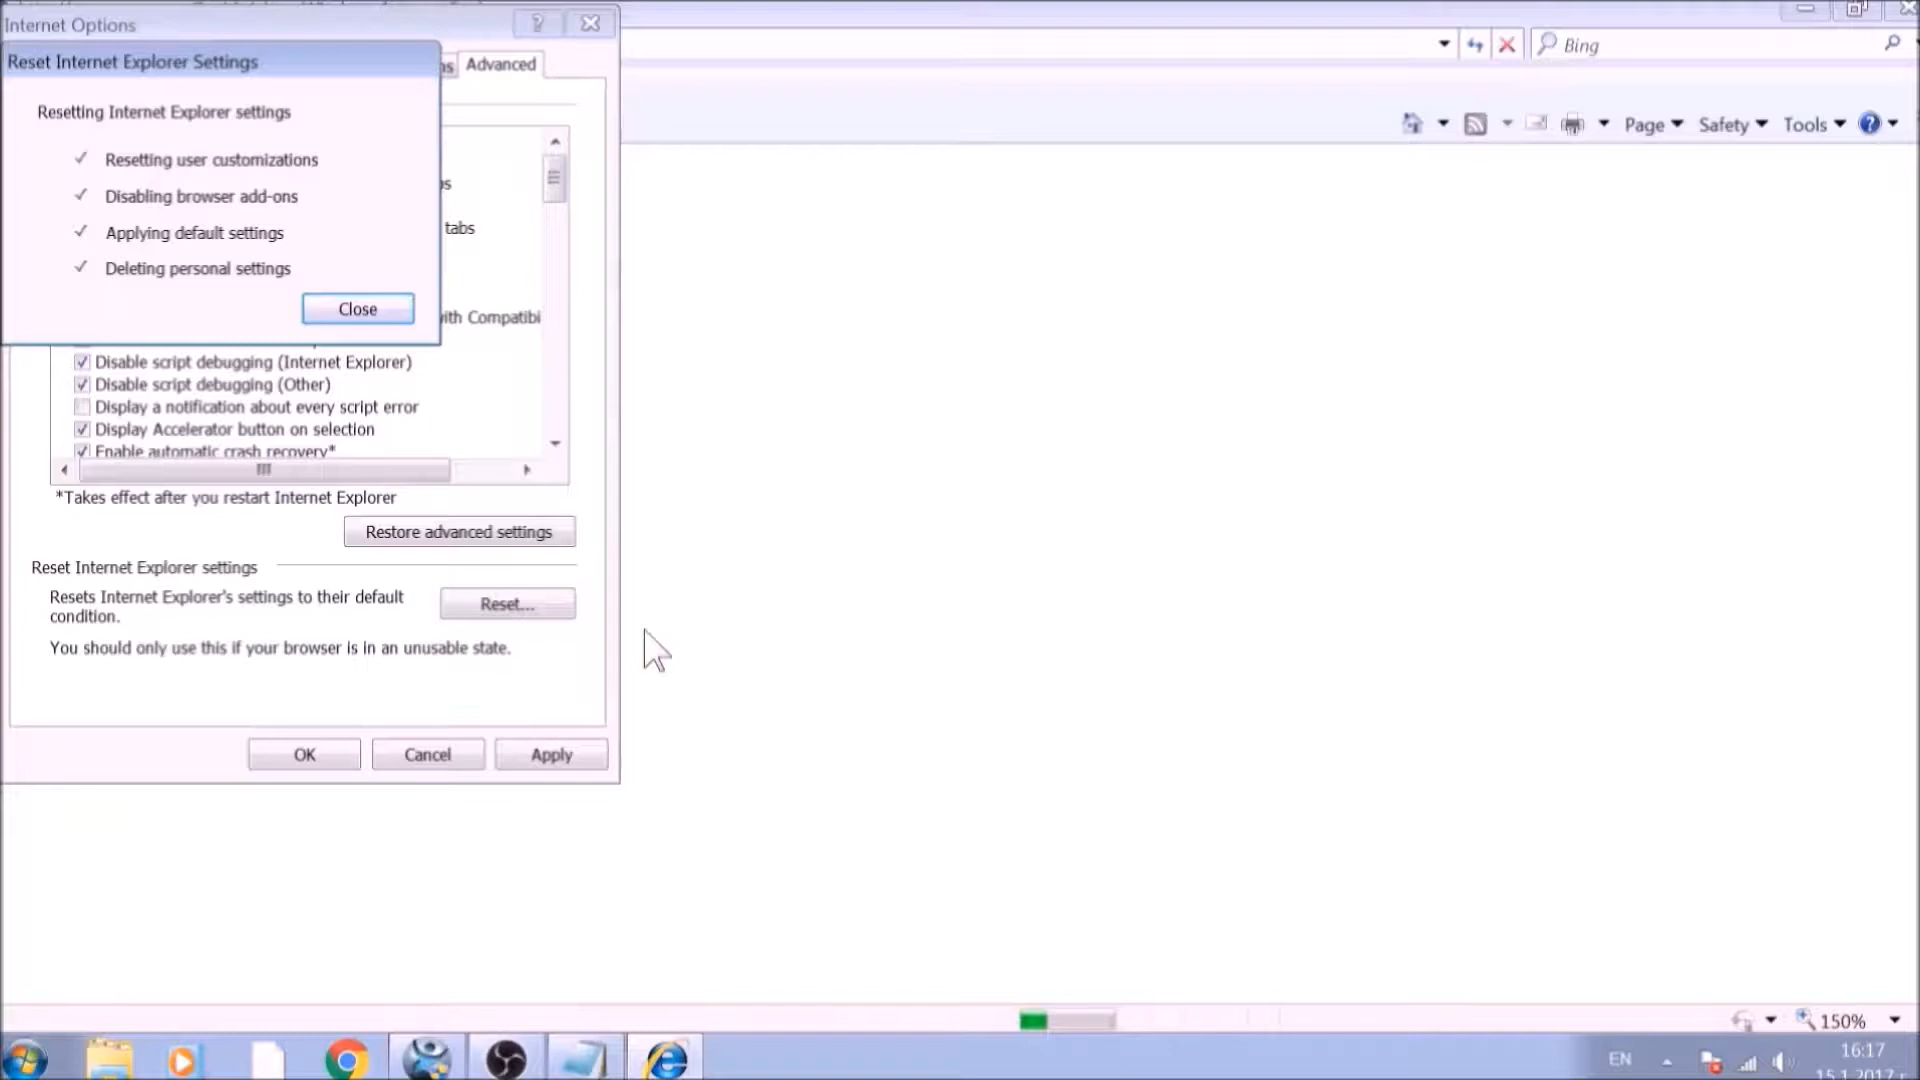 Internet Options
Reset Internet Explorer Settings
Advanced
Bing
Resetting Internet Explorer settings
Resetting user customizations
Disabling browser add-ons
Applying default settings
Deleting personal settings
Close
Page
Safety
Tools
tabs
with Compatibi
Disable script debugging (Internet Explorer)
Disable script debugging (Other)
Display a notification about every script error
Display Accelerator button on selection
Enable automatic crash recovery*
*Takes effect after you restart Internet Explorer
Restore advanced settings
Reset Internet Explorer settings
Resets Internet Explorer's settings to their default
condition.
Reset...
You should only use this if your browser is in an unusable state.
OK
Cancel
Apply
150%
EN
16:17
15.1.2017 г.